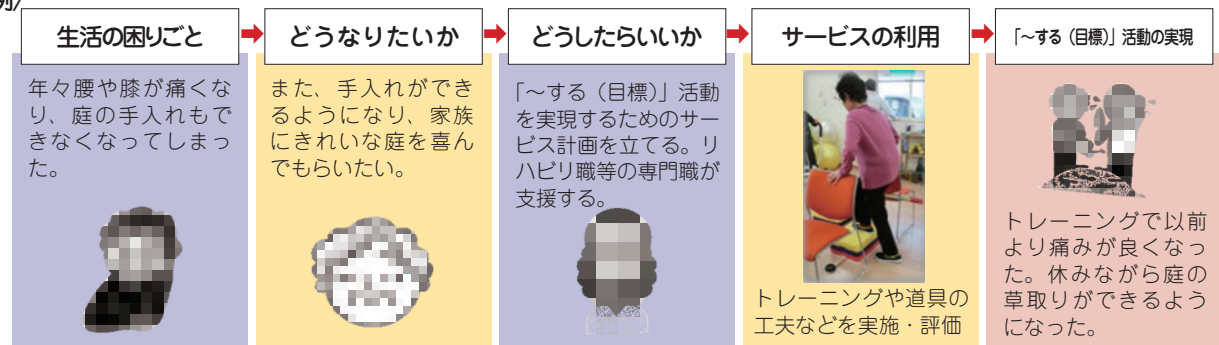 例/
生活の困りごと
年々腰や膝が痛くな
り、庭の手入れもで
きなくなってしまっ
た。
どうなりたいか
また、手入れができ
るようになり、家族
にきれいな庭を喜ん
でもらいたい。
どうしたらいいか
「～する（目標）」活動
を実現するためのサー
ビス計画を立てる。リ
ハビリ職等の専門職が
支援する。
サービスの利用
トレーニングや道具の
工夫などを実施・評価
「～する（目標）」活動の実現
トレーニングで以前
より痛みが良くなっ
た。休みながら庭の
草取りができるよう
になった。